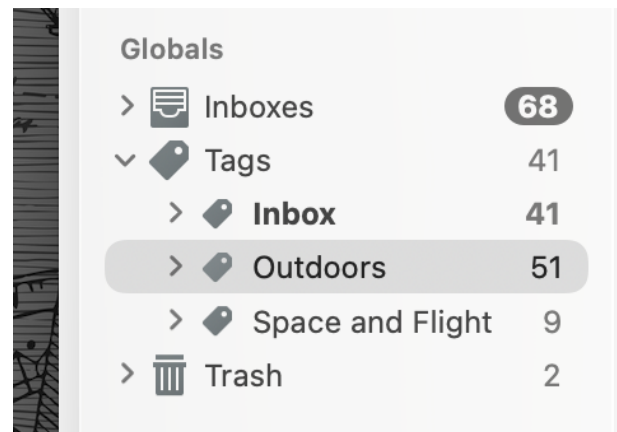 Globals
Inboxes 68
Tags 41
Inbox 41
Outdoors 51
Space and Flight 9
Trash 2